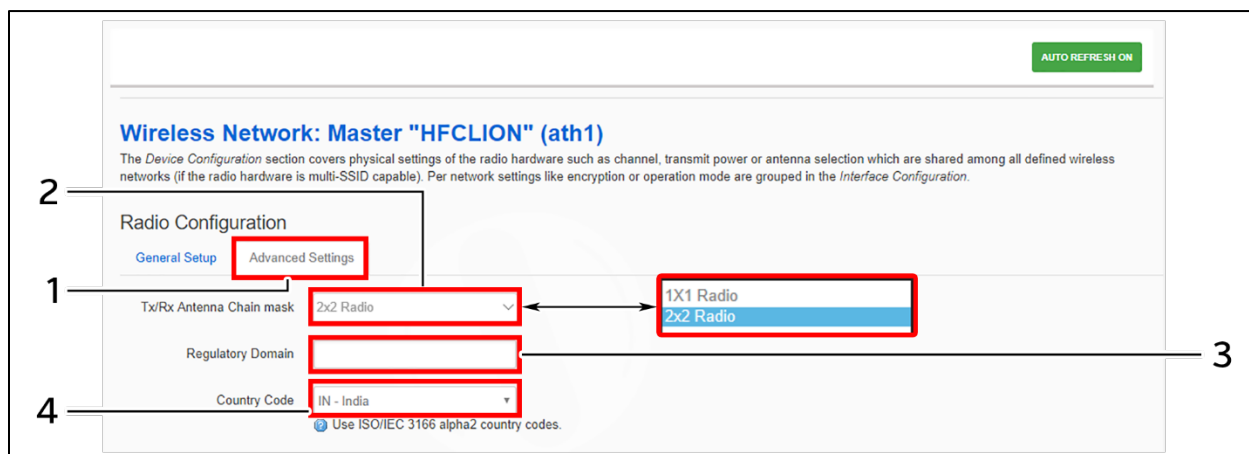 AUTO REFRESH ON
Wireless Network: Master "HFCLION" (ath1)
The Device Configuration section covers physical settings of the radio hardware such as channel, transmit power or antenna selection which are shared among all defined wireless
networks (if the radio hardware is multi-SSID capable). Per network settings like encryption or operation mode are grouped in the Interface Configuration.
2
Radio Configuration
General Setup Advanced Settings
1
Tx/Rx Antenna Chain mask 2x2 Radio
1X1 Radio
2x2 Radio
Regulatory Domain
3
Country Code IN - India
4
Use ISO/IEC 3166 alpha2 country codes.